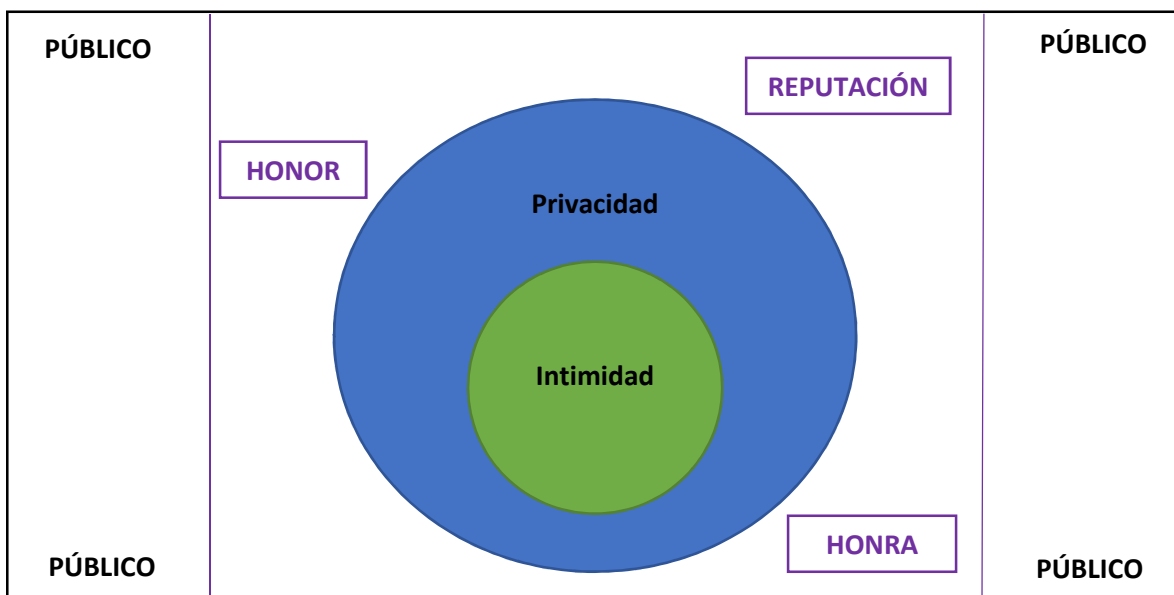 PÚBLICO
PÚBLICO
REPUTACIÓN
HONOR
Privacidad
Intimidad
HONRA
PÚBLICO
PÚBLICO